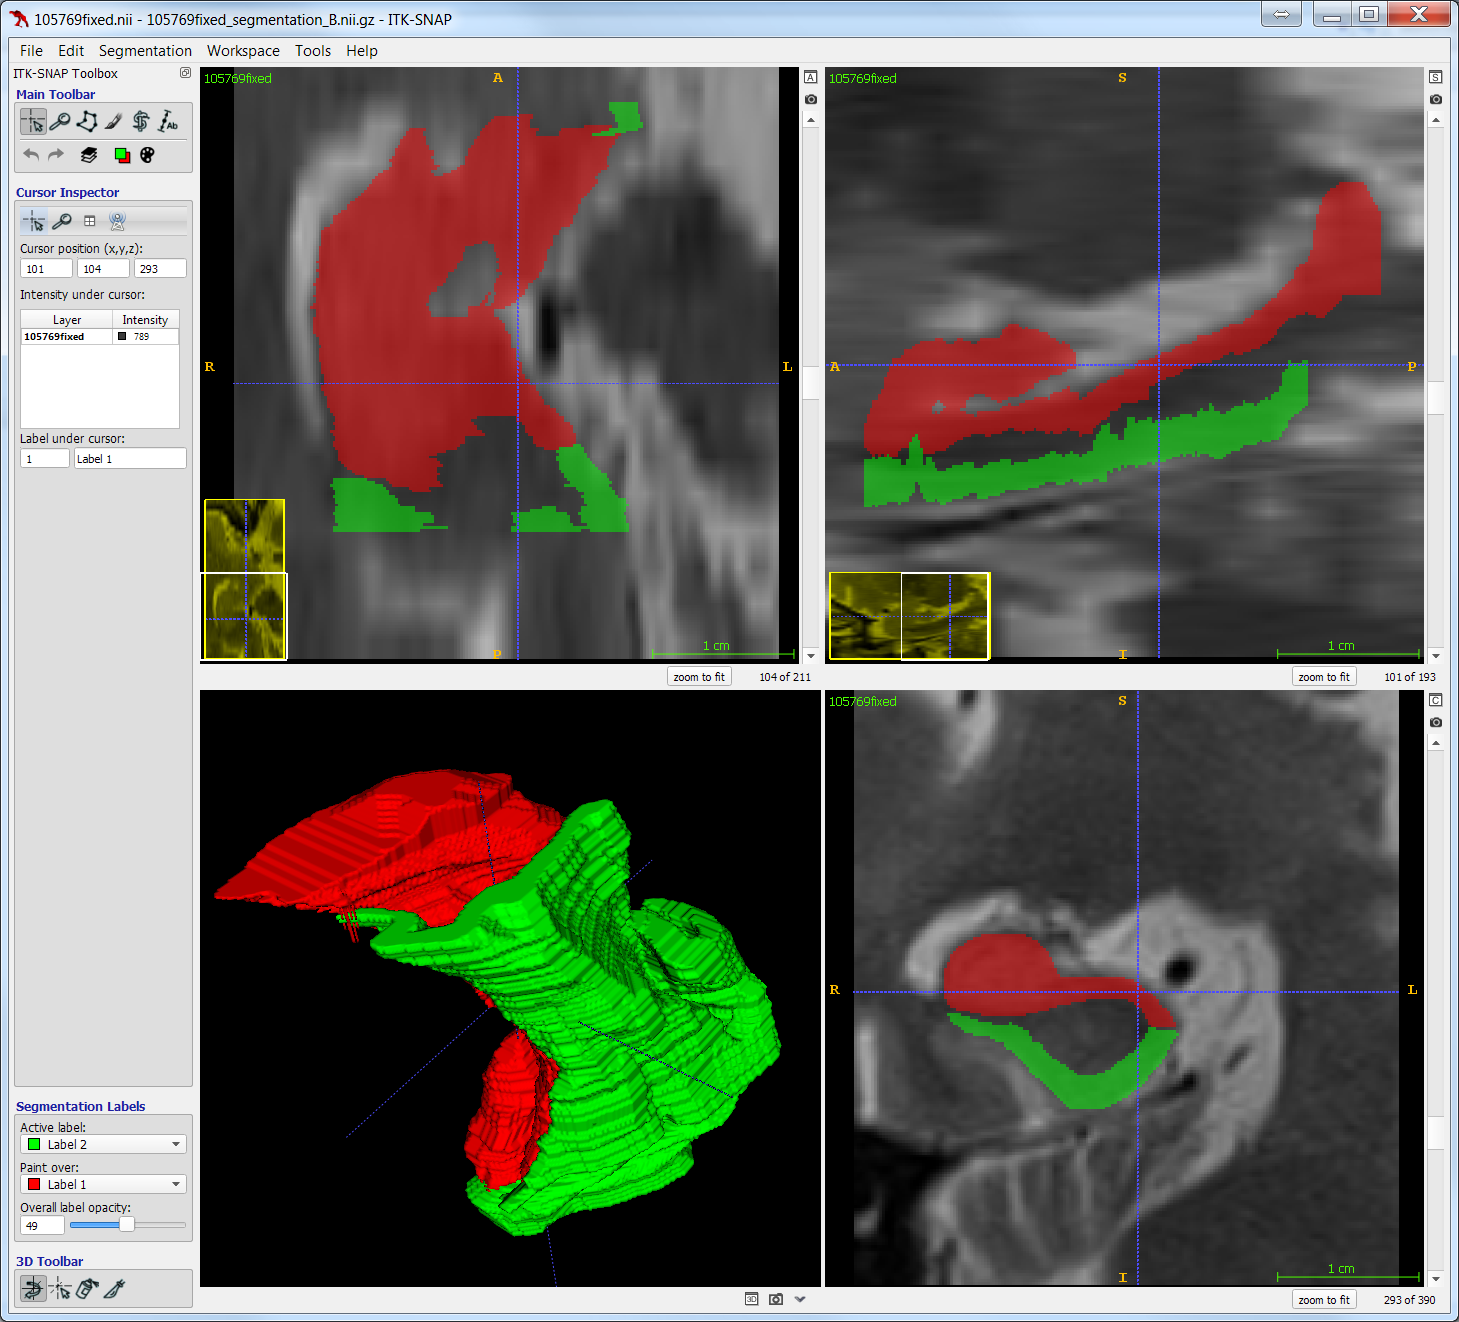 105769fixed.nii - 105769fixed_segmentation_B.nii.gz - ITK-SNAP
File Edit Segmentation Workspace Tools Help
ITK-SNAP Toolbox
Main Toolbar
Ab
Cursor Inspector
Cursor position (x,y,z):
101 104 293
Intensity under cursor:
Layer Intensity
105769fixed 789
Label under cursor:
1 Label 1
Segmentation Labels
Active label:
Label 2
Paint over:
Label 1
Overall label opacity:
49
3D Toolbar
105769fixed
A
R
L
P
1 cm
A
zoom to fit 104 of 211
105769fixed
S
A
P
I
1 cm
S
zoom to fit 101 of 193
3D
105769fixed
S
R
L
I
1 cm
C
zoom to fit 293 of 390